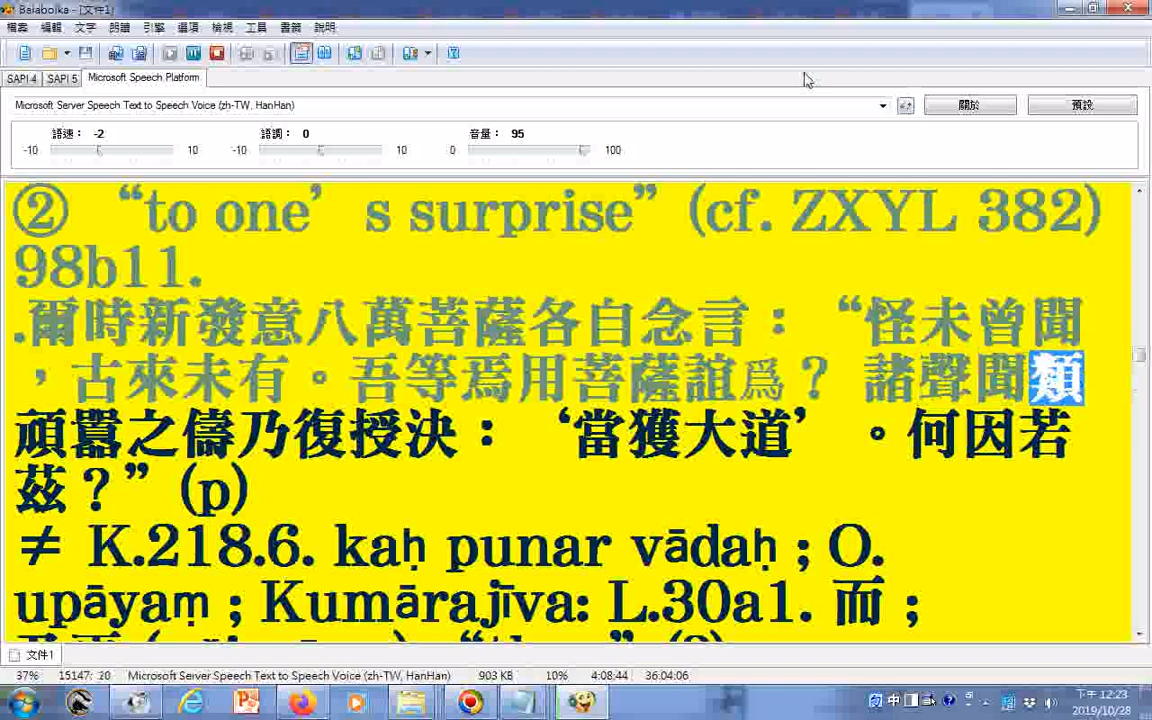 Balabolka - [文件1]
檔案 編輯 文字 朗讀 引擎 選項 檢視 工具 書籤 說明
SAPI 4 SAPI 5 Microsoft Speech Platform
Microsoft Server Speech Text to Speech Voice (zh-TW, HanHan) 關於 預設
語速： -2 語調： 0 音量： 95
-10 10 -10 10 0 100
② “to one’s surprise” (cf. ZXYL 382)
98b11.
.爾時新發意八萬菩薩各自念言：“怪未曾聞
，古來未有。吾等焉用菩薩誼爲？ 諸聲聞類
頑嚚之儔乃復授決：‘當獲大道’。何因若
茲？” (p)
≠ K.218.6. kaḥ punar vādaḥ ; O.
upāyaṃ ; Kumārajīva: L.30a1. 而 ;
文件1
37% 15147: 20 Microsoft Server Speech Text to Speech Voice (zh-TW, HanHan) 903 KB 10% 4:08:44 36:04:06
中 下午 12:23
2019/10/28